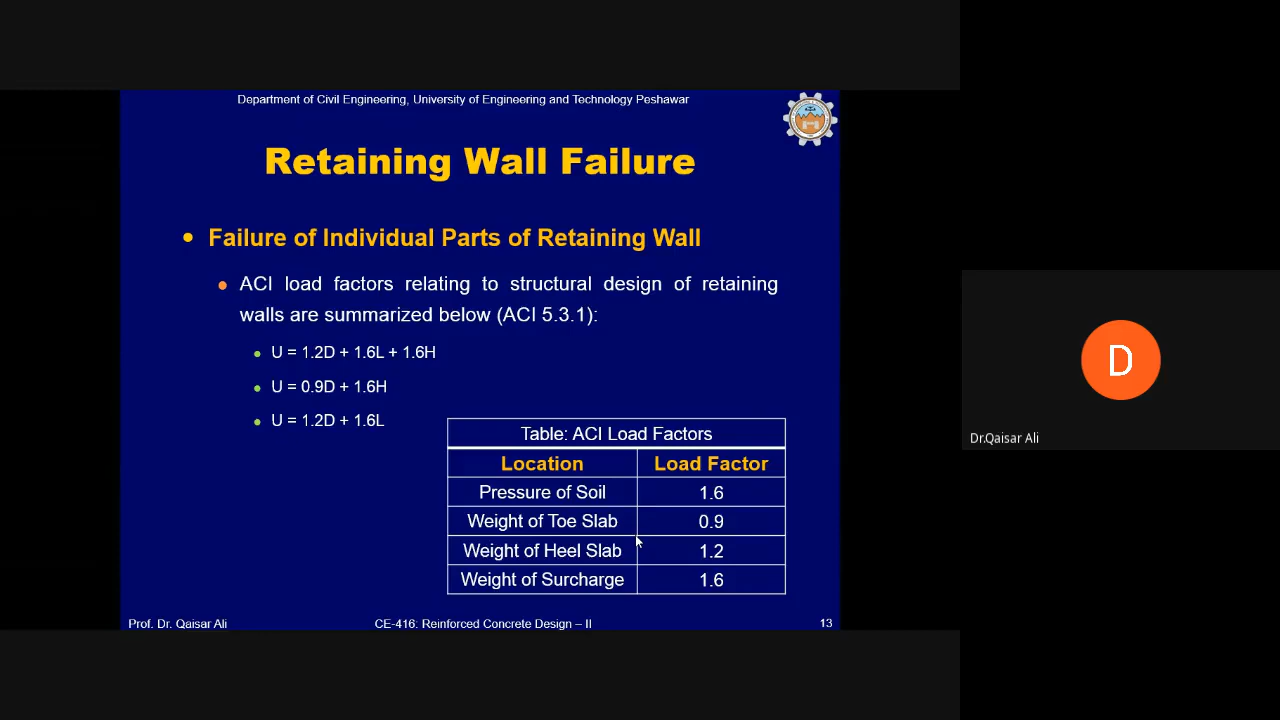 Department of Civil Engineering, University of Engineering and Technology Peshawar
Retaining Wall Failure
Failure of Individual Parts of Retaining Wall
ACI load factors relating to structural design of retaining
walls are summarized below (ACI 5.3.1):
U = 1.2D + 1.6L + 1.6H
U = 0.9D + 1.6H
U = 1.2D + 1.6L
Table: ACI Load Factors
Location Load Factor
Pressure of Soil 1.6
Weight of Toe Slab 0.9
Weight of Heel Slab 1.2
Weight of Surcharge 1.6
Prof. Dr. Qaisar Ali CE-416: Reinforced Concrete Design – II 13
D
Dr.Qaisar Ali